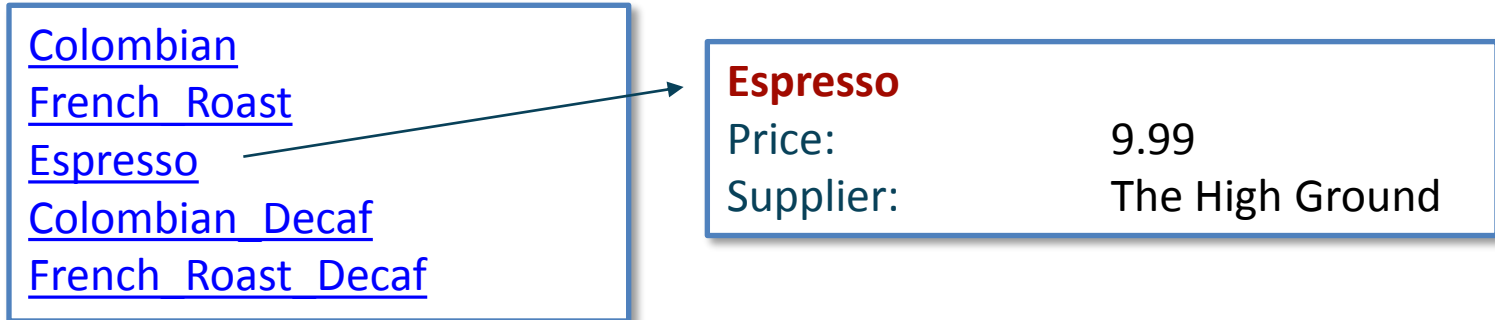 Colombian
French_Roast
Espresso
Colombian_Decaf
French_Roast_Decaf
Espresso
Price: 9.99
Supplier: The High Ground